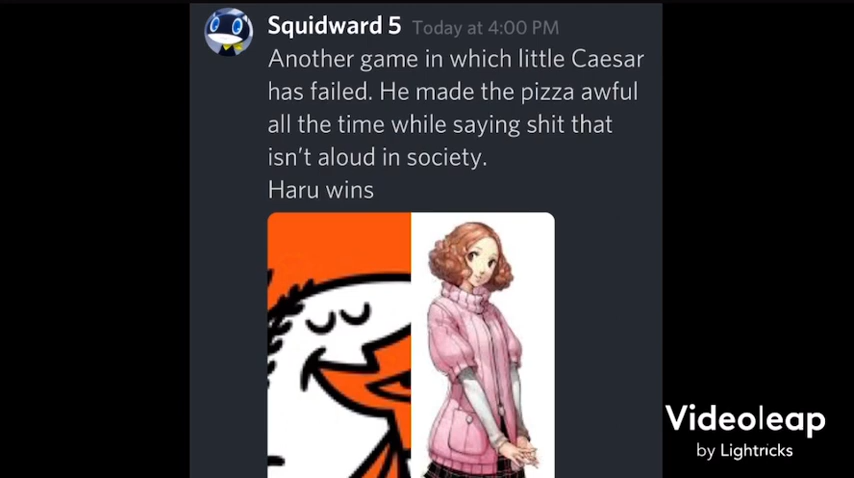 Squidward 5 Today at 4:00 PM
Another game in which little Caesar
has failed. He made the pizza awful
all the time while saying shit that
isn't aloud in society.
Haru wins
Videoleap
by Lightricks